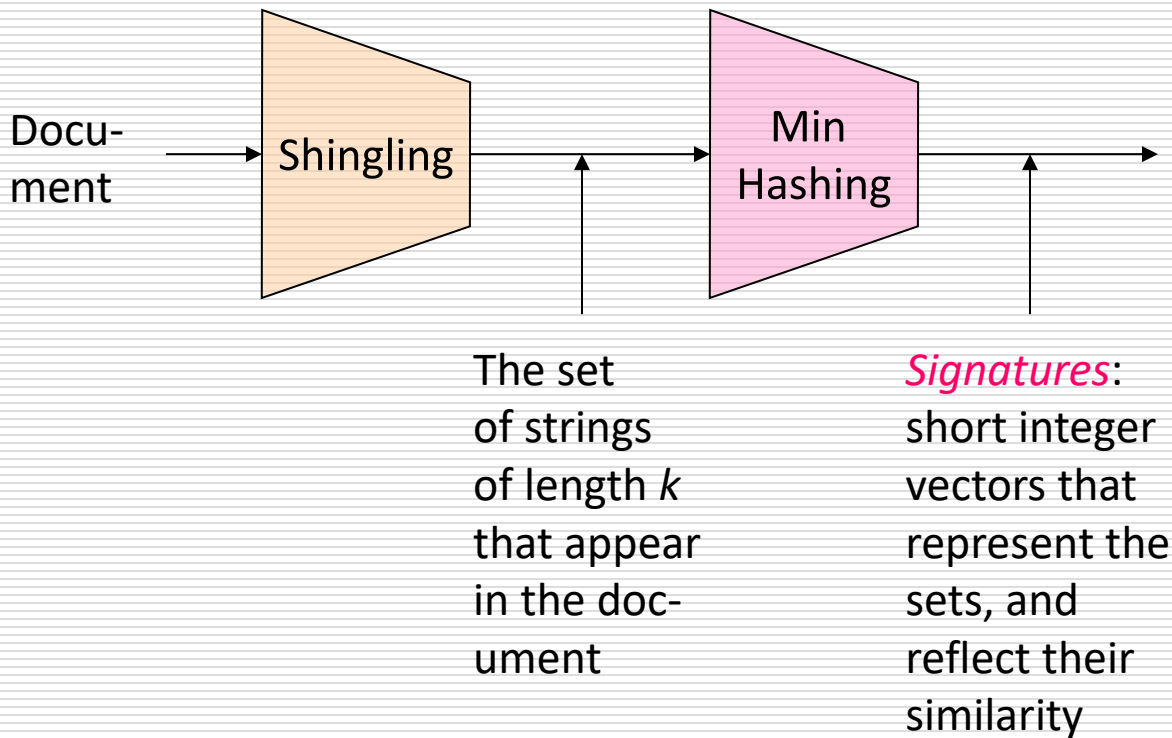 Docu-
ment
Shingling
Min
Hashing
The set
of strings
of length k
that appear
in the doc-
ument
Signatures:
short integer
vectors that
represent the
sets, and
reflect their
similarity